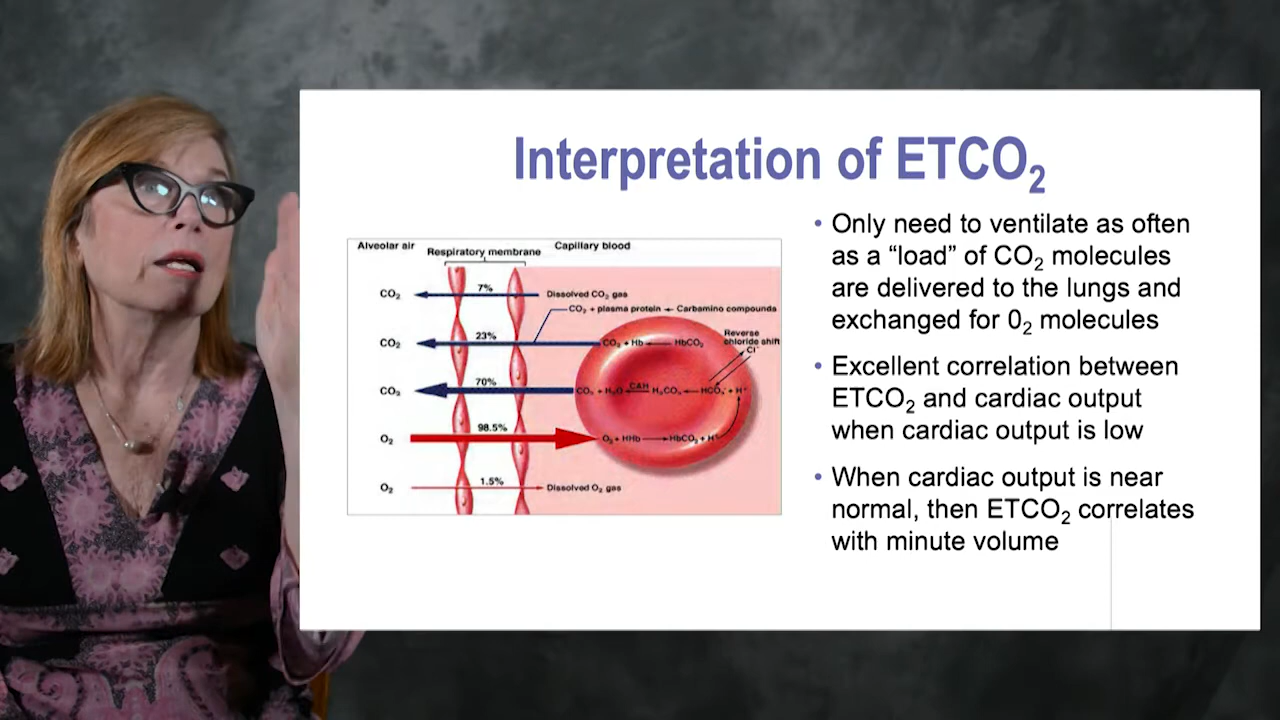 Interpretation of ETCO₂
Alveolar air
Respiratory membrane
Capillary blood
CO₂
7%
Dissolved CO₂ gas
CO₂ + plasma protein ← Carbamino compounds
CO₂
23%
CO₂ + Hb ← HbCO₂
Reverse
chloride shift
Cl⁻
CO₂
70%
CO₂ + H₂O ← CAH H₂CO₃ ← HCO₃⁻ + H⁺
O₂
98.5%
O₂ + HHb → HbCO₂ + H⁺
O₂
1.5%
Dissolved O₂ gas
• Only need to ventilate as often
as a “load” of CO₂ molecules
are delivered to the lungs and
exchanged for 0₂ molecules
• Excellent correlation between
ETCO₂ and cardiac output
when cardiac output is low
• When cardiac output is near
normal, then ETCO₂ correlates
with minute volume